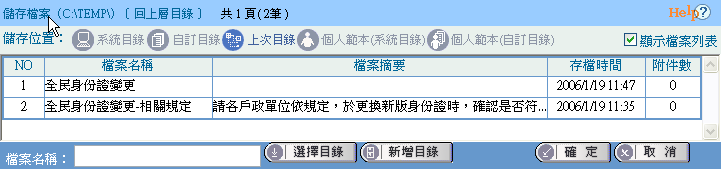 儲存檔案（C:\TEMP\）〔 回上層目錄 〕 共 1 頁( 2筆 ) Help?
儲存位置： 系統目錄 自訂目錄 上次目錄 個人範本(系統目錄) 個人範本(自訂目錄) 顯示檔案列表
NO 檔案名稱 檔案摘要 存檔時間 附件數
1 全民身份證變更 2006/1/19 11:47 0
2 全民身份證變更-相關規定 請各戶政單位依規定，於更換新版身份證時，確認是否符... 2006/1/19 11:35 0
檔案名稱： 選擇目錄 新增目錄 確 定 取 消